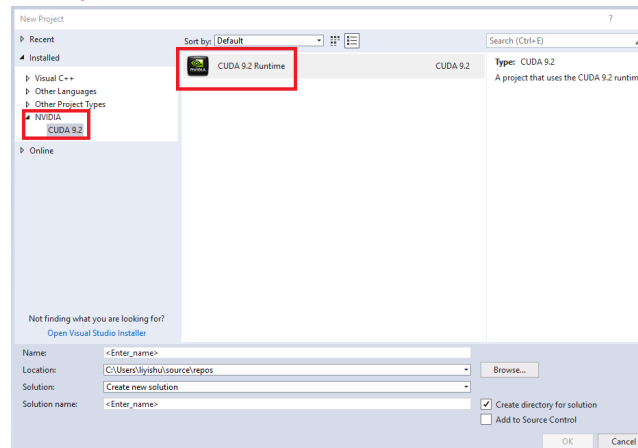 New Project ?
Recent
Installed
Visual C++
Other Languages
Other Project Types
NVIDIA
CUDA 9.2
Online
Not finding what you are looking for?
Open Visual Studio Installer
Sort by: Default
Search (Ctrl+E)
NVIDIA
CUDA 9.2 Runtime CUDA 9.2
Type: CUDA 9.2
A project that uses the CUDA 9.2 runtim
Name: <Enter_name>
Location: C:\Users\liyishu\source\repos Browse...
Solution: Create new solution
Solution name: <Enter_name>
Create directory for solution
Add to Source Control
OK Cancel